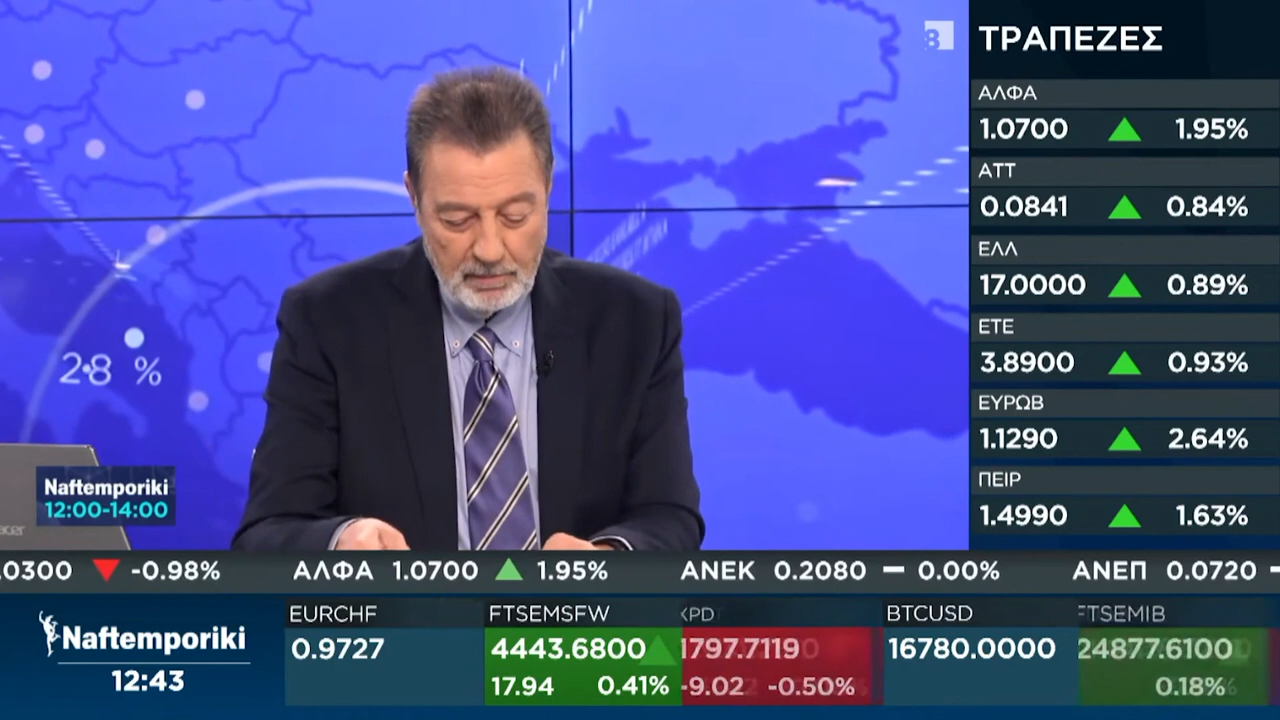 ΤΡΑΠΕΖΕΣ
ΑΛΦΑ
1.0700 1.95%
ΑΤΤ
0.0841 0.84%
ΕΛΛ
17.0000 0.89%
ΕΤΕ
3.8900 0.93%
ΕΥΡΩΒ
1.1290 2.64%
ΠΕΙΡ
1.4990 1.63%
8
28 %
Naftemporiki
12:00-14:00
acer
.0300 -0.98% ΑΛΦΑ 1.0700 1.95% ΑΝΕΚ 0.2080 0.00% ΑΝΕΠ 0.0720
Naftemporiki
12:43
EURCHF
0.9727
FTSEMSFW
4443.6800
17.94 0.41%
XPD
1797.7119
-9.02 -0.50%
BTCUSD
16780.0000
FTSEMIB
24877.6100
0.18%